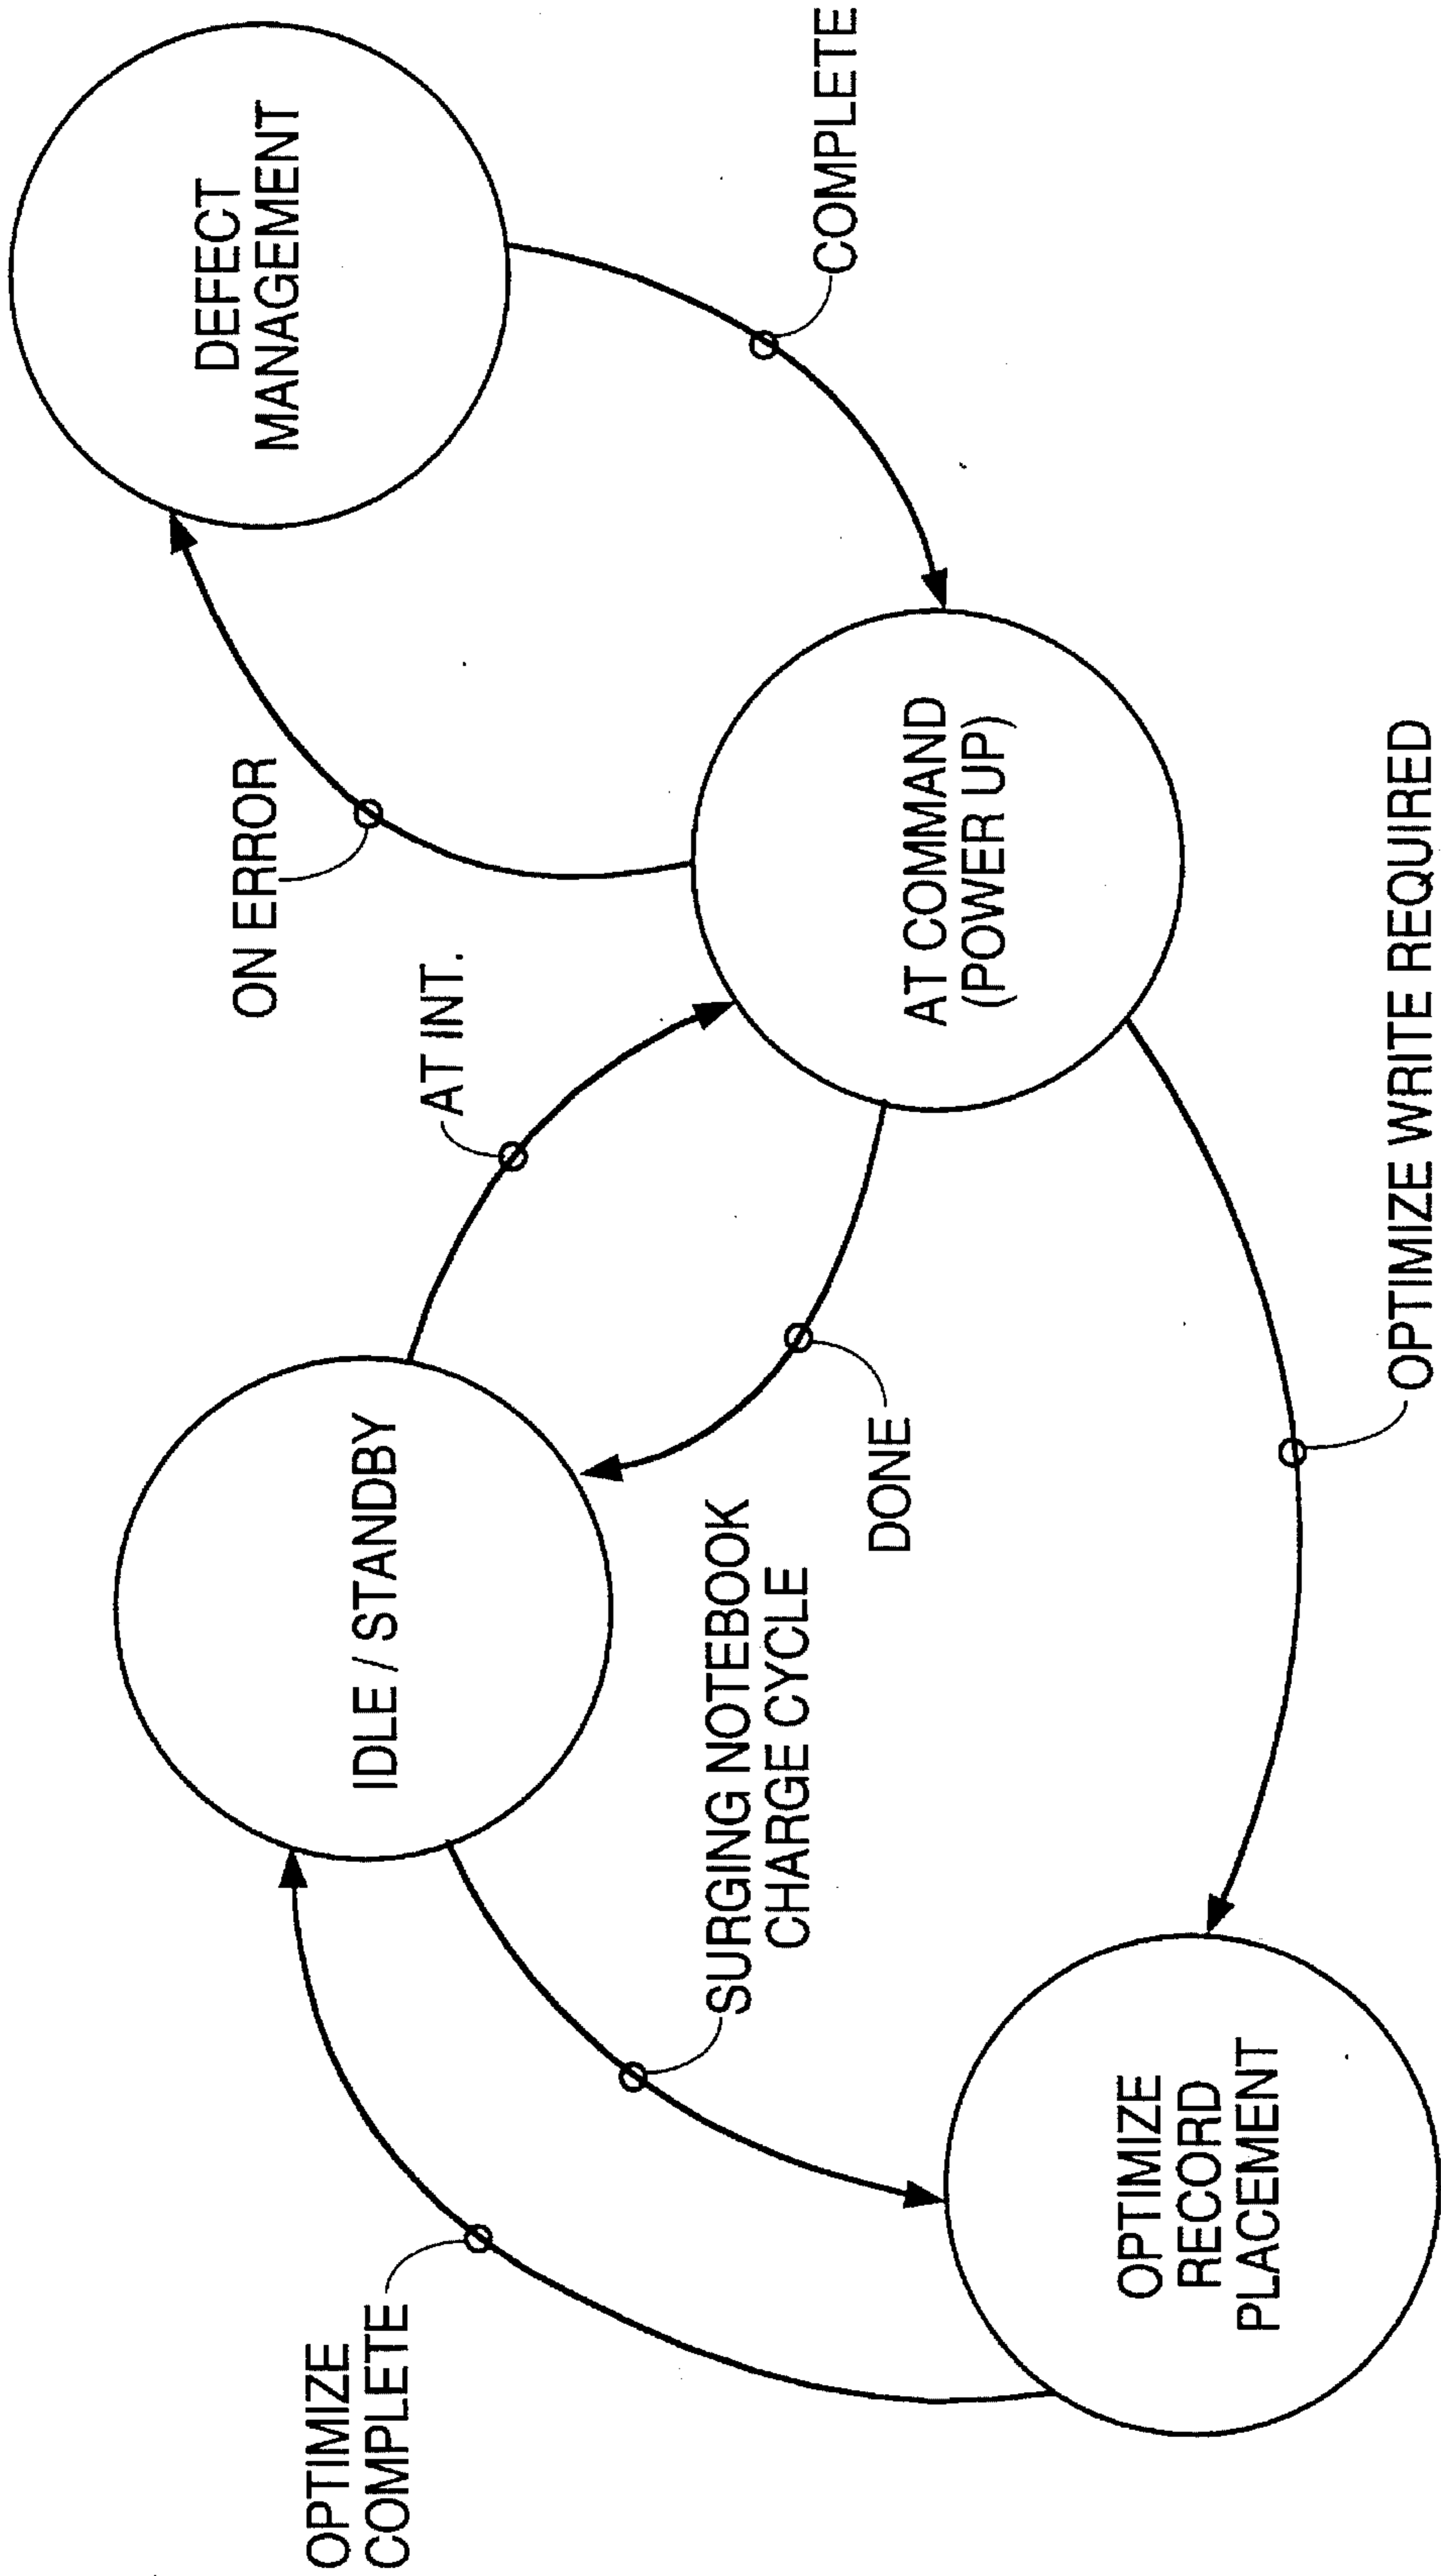 DEFECT
MANAGEMENT
ON ERROR
COMPLETE
AT INT.
AT COMMAND
(POWER UP)
IDLE / STANDBY
DONE
SURGING NOTEBOOK
CHARGE CYCLE
OPTIMIZE WRITE REQUIRED
OPTIMIZE
COMPLETE
OPTIMIZE
RECORD
PLACEMENT